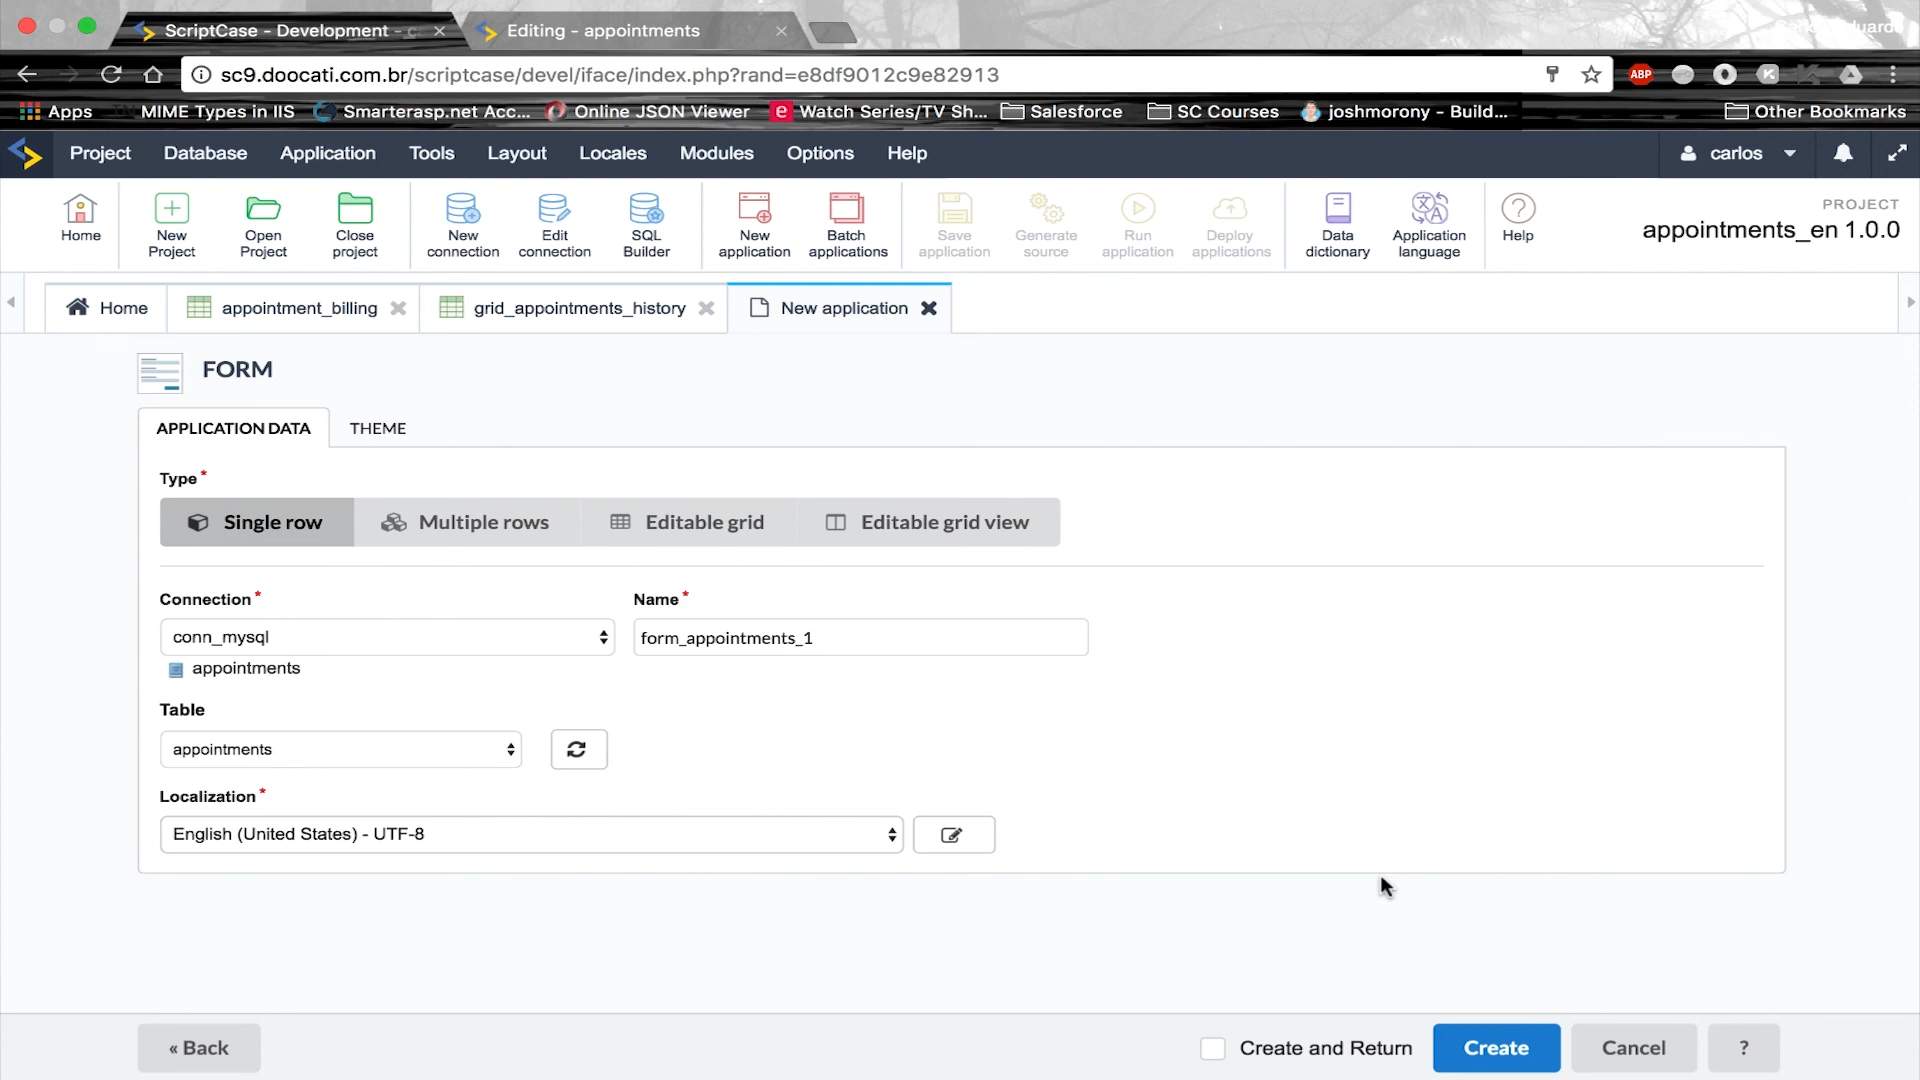 ScriptCase - Development - c
Editing - appointments
sc9.doocati.com.br/scriptcase/devel/iface/index.php?rand=e8df9012c9e82913
ABP
Apps
MIME Types in IIS
Smarterasp.net Acc...
Online JSON Viewer
Watch Series/TV Sh...
Salesforce
SC Courses
joshmorony - Build...
Other Bookmarks
Project
Database
Application
Tools
Layout
Locales
Modules
Options
Help
carlos
Home
New
Project
Open
Project
Close
project
New
connection
Edit
connection
SQL
Builder
New
application
Batch
applications
Save
application
Generate
source
Run
application
Deploy
applications
Data
dictionary
Application
language
Help
PROJECT
appointments_en 1.0.0
Home
appointment_billing
grid_appointments_history
New application
FORM
APPLICATION DATA
THEME
Type *
Single row
Multiple rows
Editable grid
Editable grid view
Connection *
Name *
conn_mysql
form_appointments_1
appointments
Table
appointments
Localization *
English (United States) - UTF-8
« Back
Create and Return
Create
Cancel
?